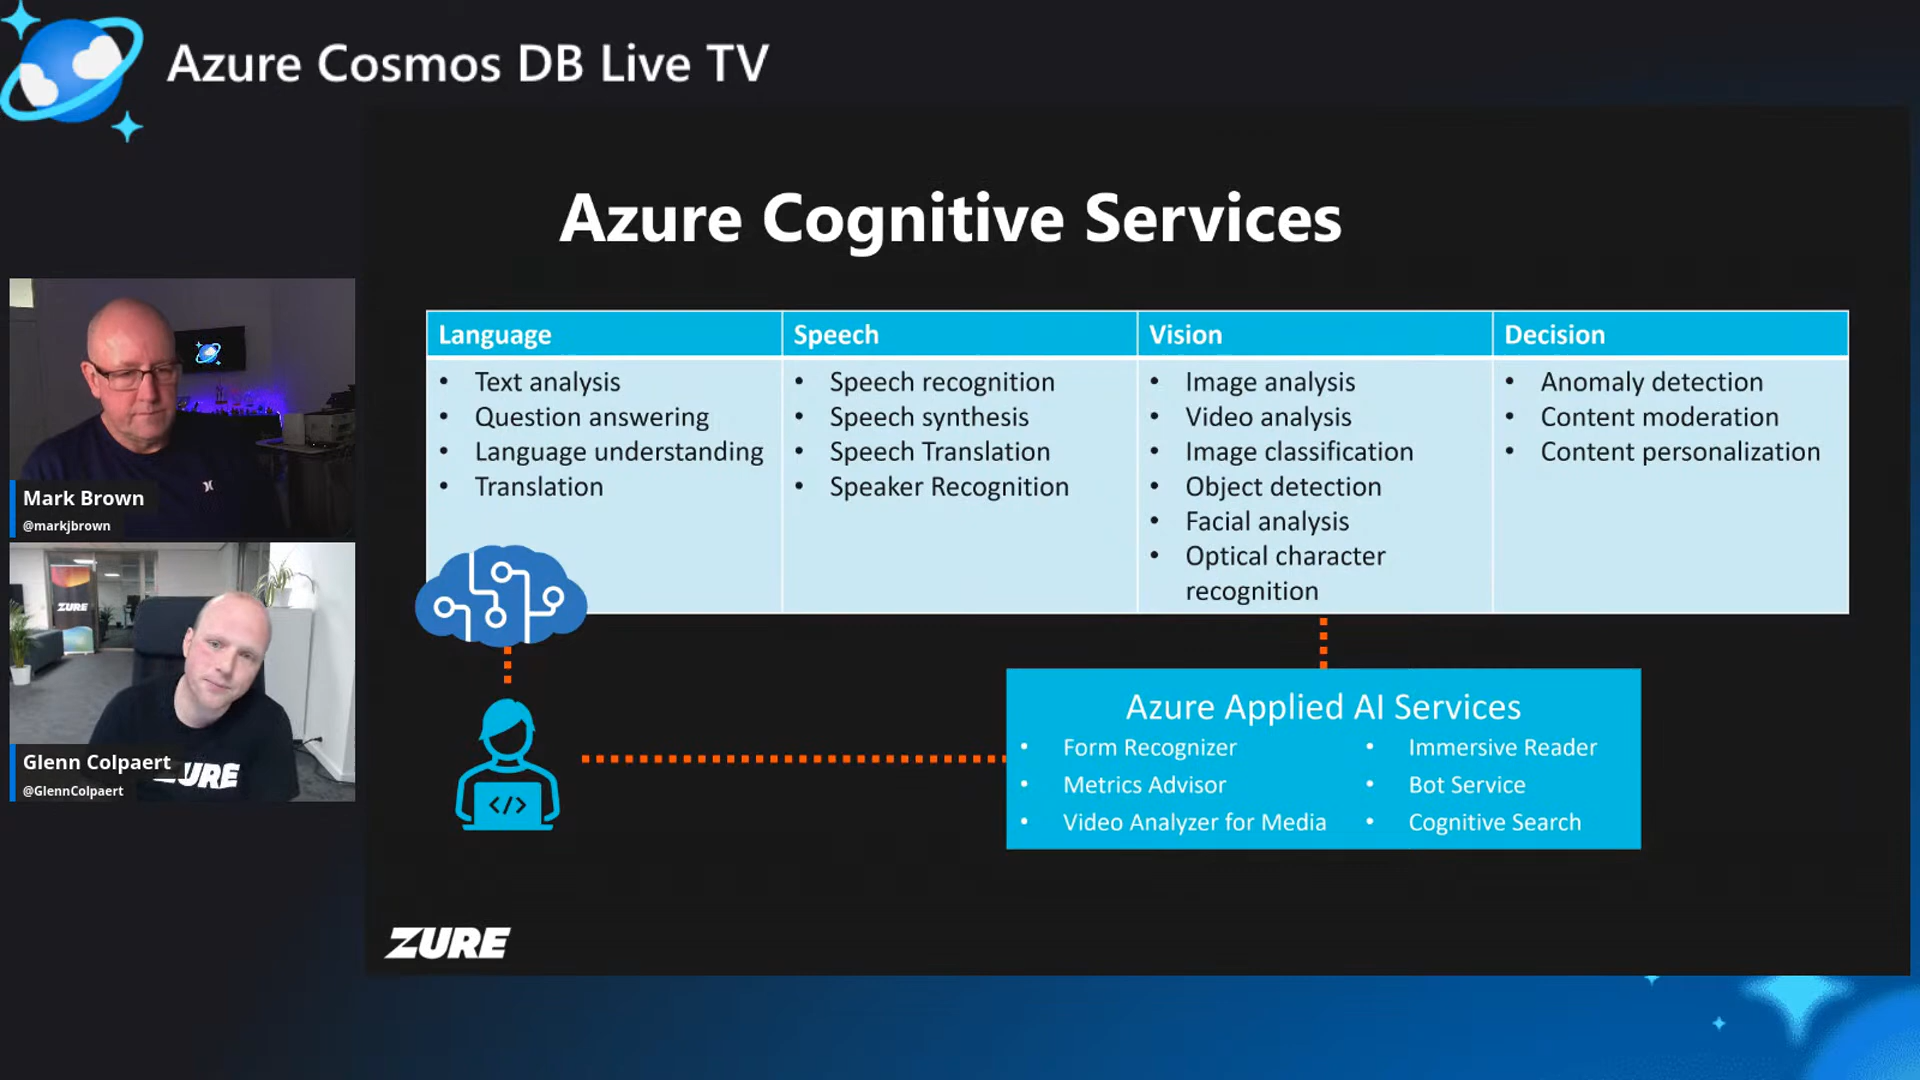 Azure Cosmos DB Live TV
Azure Cognitive Services
Language
Speech
Vision
Decision
• Text analysis
• Question answering
• Language understanding
• Translation
• Speech recognition
• Speech synthesis
• Speech Translation
• Speaker Recognition
• Image analysis
• Video analysis
• Image classification
• Object detection
• Facial analysis
• Optical character
recognition
• Anomaly detection
• Content moderation
• Content personalization
</>
Azure Applied AI Services
• Form Recognizer
• Metrics Advisor
• Video Analyzer for Media
• Immersive Reader
• Bot Service
• Cognitive Search
ZURE
Mark Brown
@markjbrown
ZURE
Glenn Colpaert
@GlennColpaert
URE